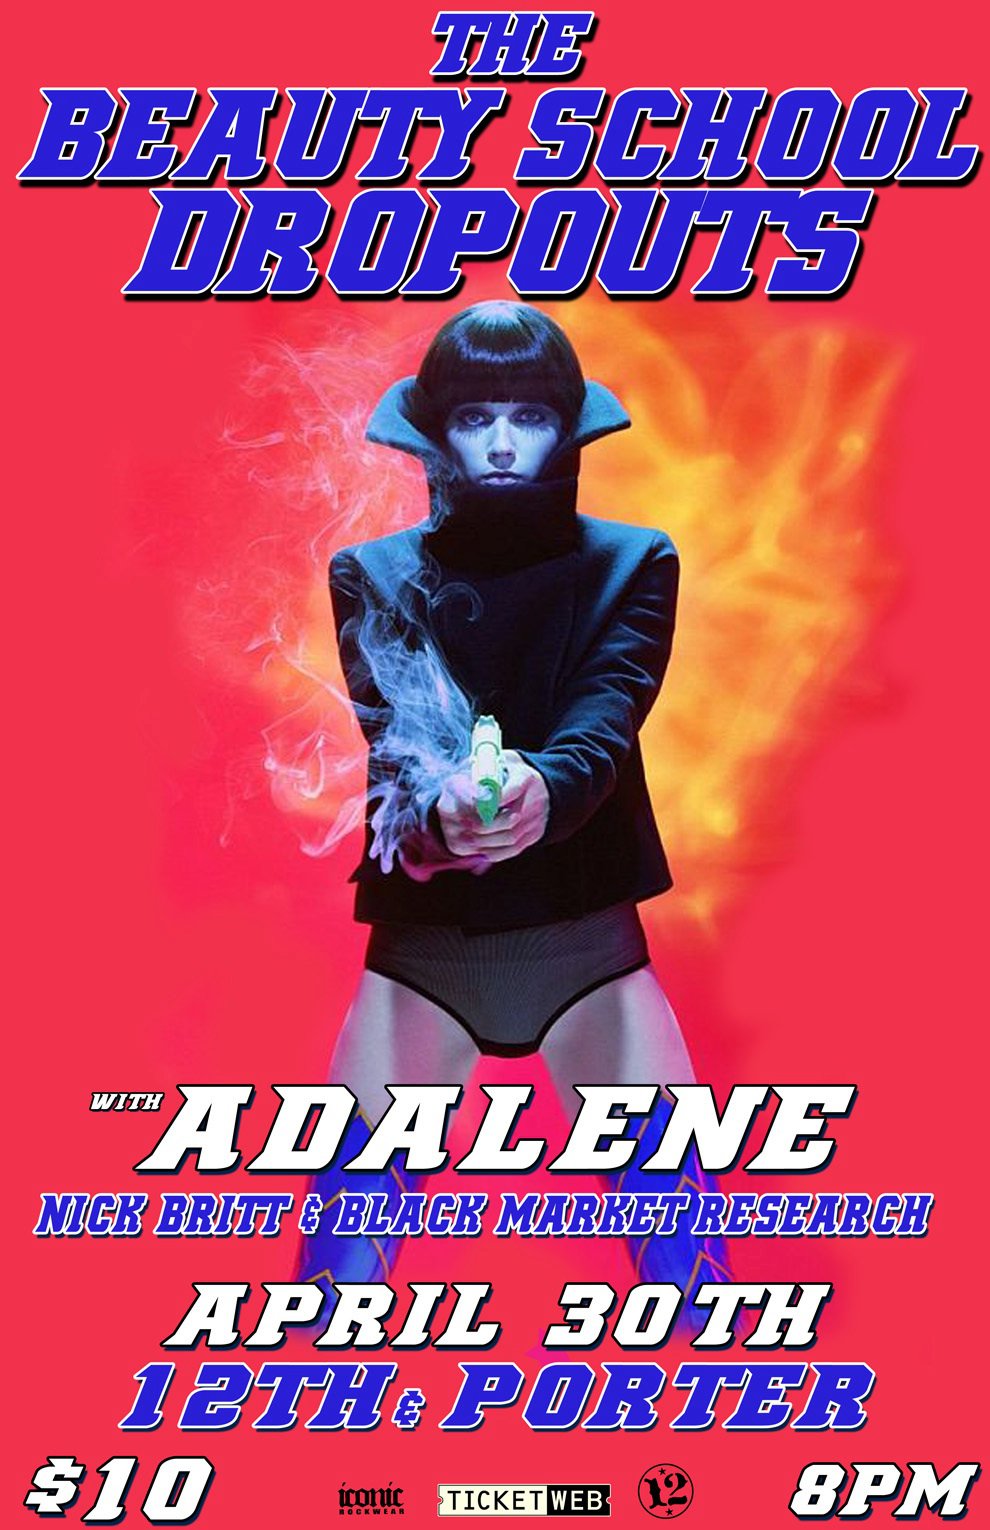 THE
BEAUTY SCHOOL
DROPOUTS
WITH ADALENE
NICK BRITT & BLACK MARKET RESEARCH
APRIL 30TH
12TH & PORTER
$10
iconic
ROCKWEAR
TICKETWEB
12
8PM